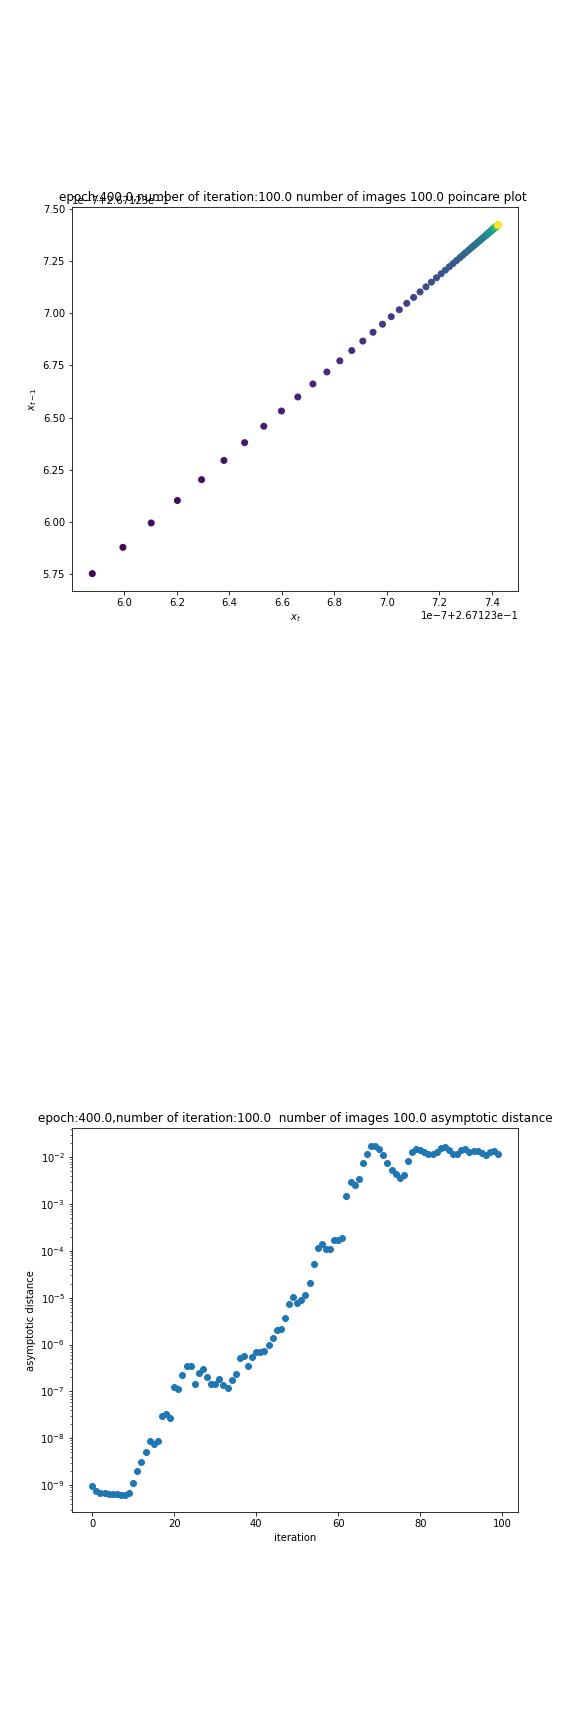 epoch:400.0,number of iteration:100.0 number of images 100.0 poincare plot
1e−7+2.67123e−1
7.50
7.25
7.00
6.75
6.50
6.25
6.00
5.75
x_{t−1}
6.0 6.2 6.4 6.6 6.8 7.0 7.2 7.4
x_t
1e−7+2.67123e−1
epoch:400.0,number of iteration:100.0  number of images 100.0 asymptotic distance
10^{−2}
10^{−3}
10^{−4}
10^{−5}
10^{−6}
10^{−7}
10^{−8}
10^{−9}
asymptotic distance
0 20 40 60 80 100
iteration